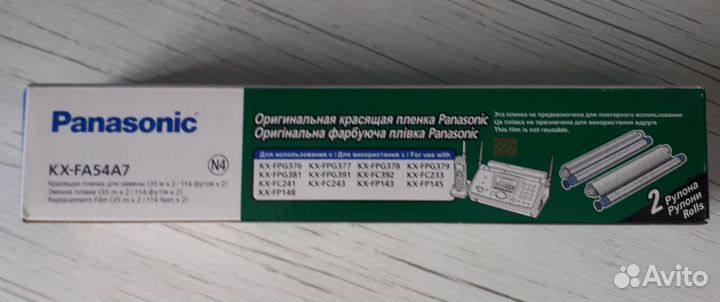 Panasonic
KX-FA54A7
N4
Красящая пленка для замены (35 м x 2 / 114 футов x 2)
Змінна плівка (35 m x 2 / 114 футів x 2)
Replacement Film (35 m x 2 / 114 feet x 2)
Оригинальная красящая пленка Panasonic
Оригінальна фарбуюча плівка Panasonic
Для использования с / Для використання з / For use with
KX-FPG376 KX-FPG377 KX-FPG378 KX-FPG379
KX-FPG381 KX-FPG391 KX-FC392 KX-FC233
KX-FC241 KX-FC243 KX-FP143 KX-FP145
KX-FP148
Эта пленка не предназначена для повторного использования
Ця плівка не призначена для використання вдруге
This film is not reusable.
2 Рулона
Рулони
Rolls
Avito